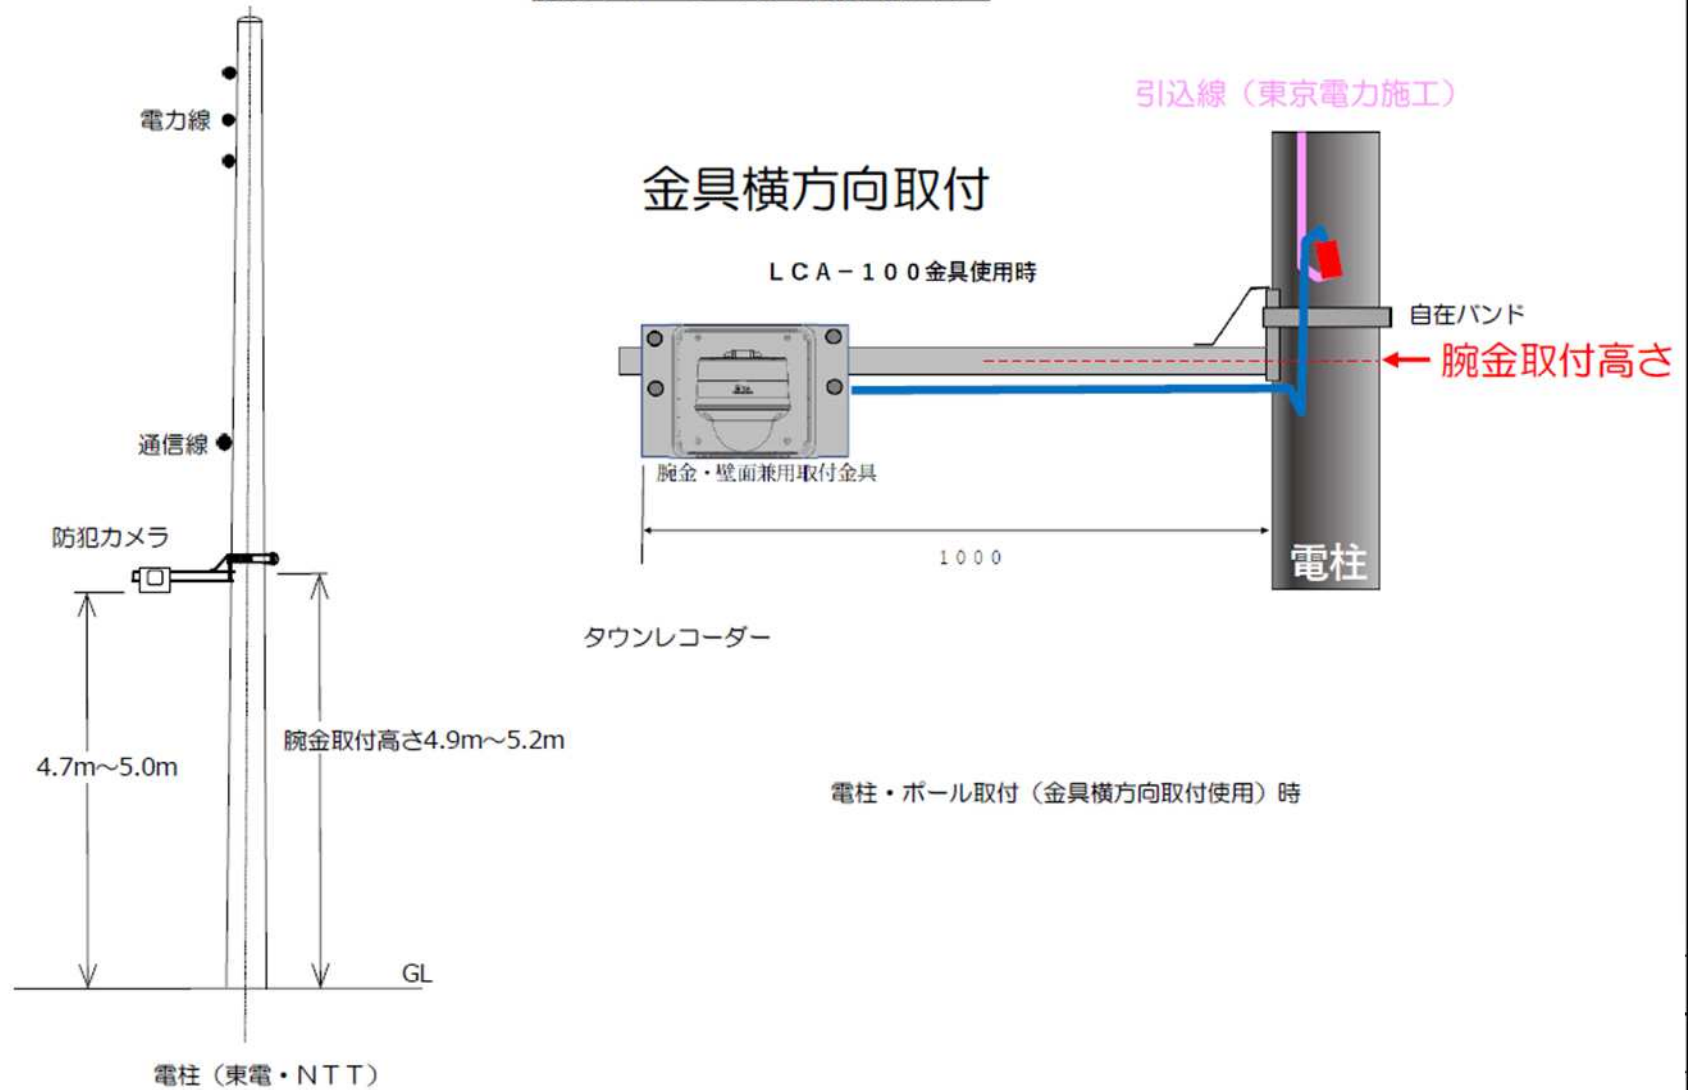 電力線
通信線
防犯カメラ
4.7m～5.0m
腕金取付高さ4.9m～5.2m
GL
電柱（東電・ＮＴＴ）
引込線（東京電力施工）
金具横方向取付
ＬＣＡ－１００金具使用時
自在バンド
腕金取付高さ
腕金・壁面兼用取付金具
1000
電柱
タウンレコーダー
電柱・ポール取付（金具横方向取付使用）時